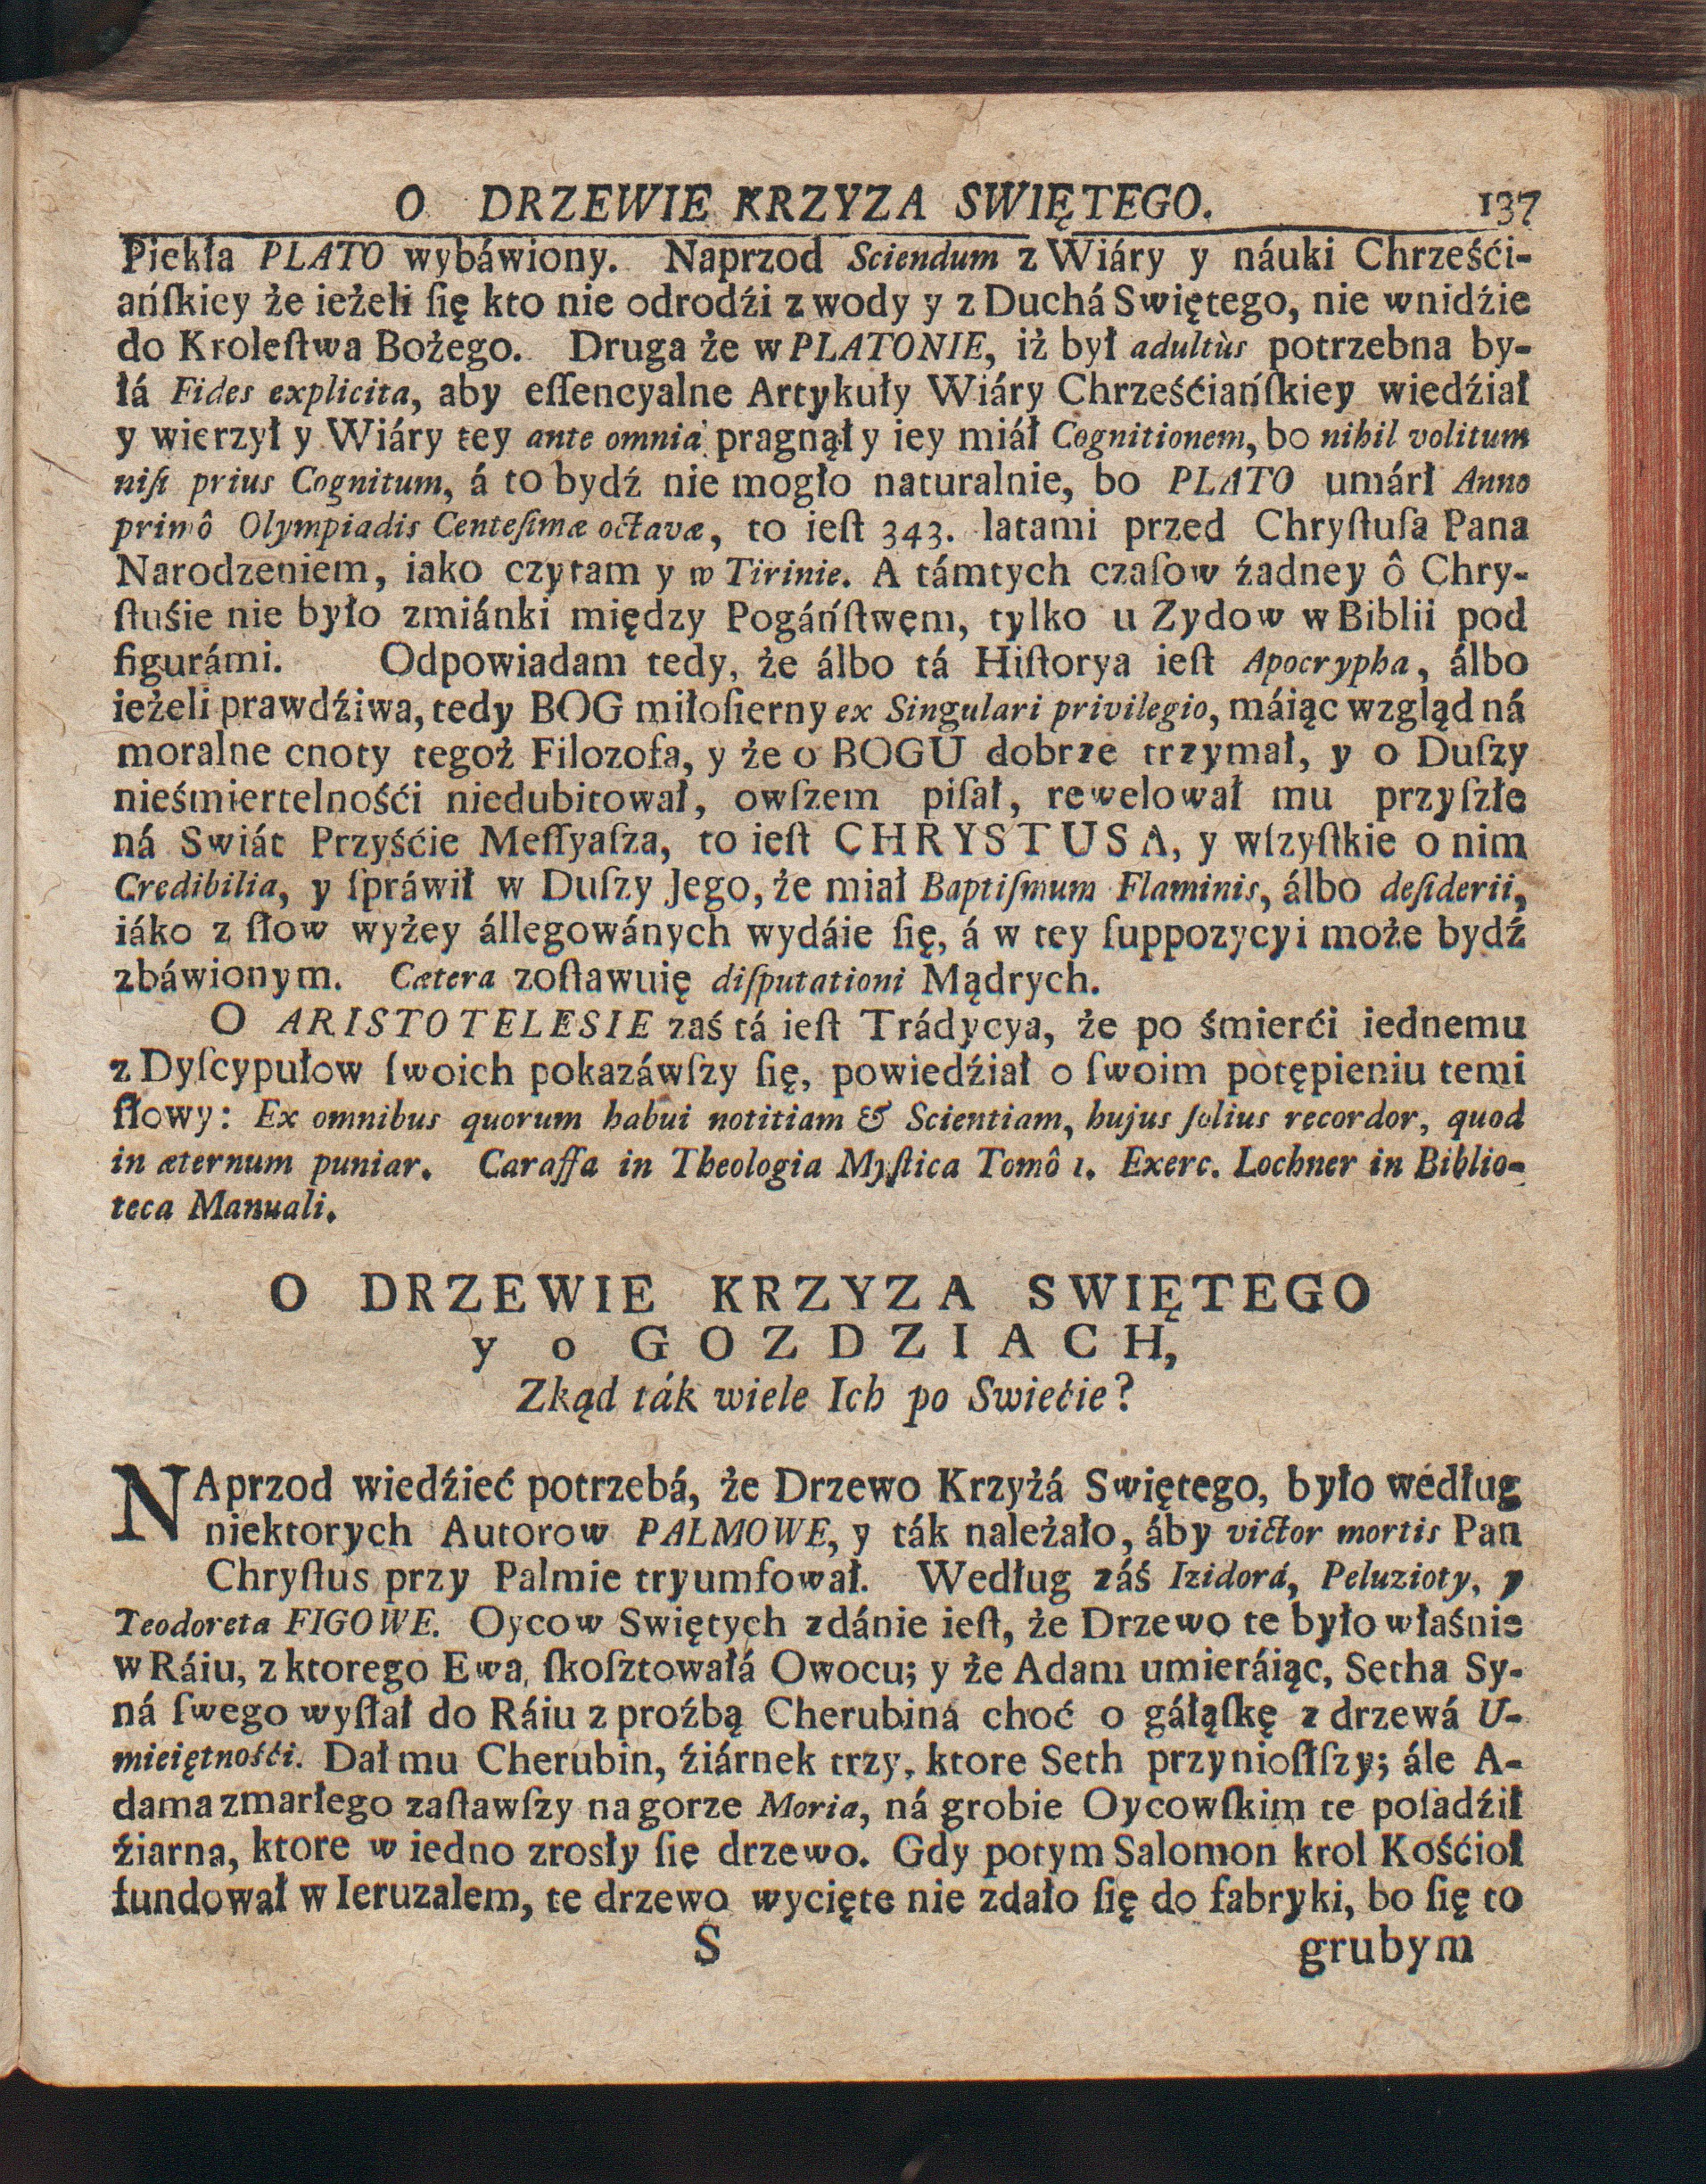 O DRZEWIE KRZYZA SWIĘTEGO. 137
Piekła PLATO wybáwiony. Naprzod Sciendum z Wiáry y náuki Chrześći-
ańſkiey że ieżeli ſię kto nie odrodźi z wody y z Duchá Swiętego, nie wnidźie
do Kroleſtwa Bożego. Druga że w PLATONIE, iż był adultùs potrzebna by-
łá Fides explicita, aby eſſencyalne Artykuły Wiáry Chrześćiańſkiey wiedźiał
y wierzył y Wiáry tey ante omnia pragnął y iey miáł Cognitionem, bo nihil volitum
niſi prius Cognitum, á to bydź nie mogło naturalnie, bo PLATO umárł Anno
primô Olympiadis Centeſimæ octavæ, to ieſt 343. latami przed Chryſtuſa Pana
Narodzeniem, iako czytam y w Tirinie. A támtych czaſow źadney ô Chry-
ſtuśie nie było zmiánki między Pogáńſtwem, tylko u Zydow w Biblii pod
figurámi. Odpowiadam tedy, że álbo tá Hiſtorya ieſt Apocrypha, álbo
ieżeli prawdźiwa, tedy BOG miłoſierny ex Singulari privilegio, máiąc wzgląd ná
moralne cnoty tegoż Filozofa, y że o BOGU dobrze trzymał, y o Duſzy
nieśmiertelnośći niedubitował, owſzem piſał, rewelował mu przyſzłe
ná Swiát Przyśćie Meſſyaſza, to ieſt CHRYSTUSA, y wſzyſtkie o nim
Credibilia, y ſpráwił w Duſzy Jego, że miał Baptiſmum Flaminis, álbo deſiderii,
iáko z ſłow wyżey állegowánych wydáie ſię, á w tey ſuppozycyi może bydź
zbáwionym. Cætera zoſtawuię diſputationi Mądrych.
O ARISTOTELESIE zaś tá ieſt Trádycya, że po śmierći iednemu
z Dyſcypułow ſwoich pokazáwſzy ſię, powiedźiał o ſwoim potępieniu temi
ſłowy: Ex omnibus quorum habui notitiam & Scientiam, hujus ſolius recordor, quod
in æternum puniar. Caraffa in Theologia Myſtica Tomô 1. Exerc. Lochner in Biblio-
teca Manuali.
O DRZEWIE KRZYZA SWIĘTEGO
y o GOZDZIACH,
Zkąd ták wiele Ich po Swiećie?
NAprzod wiedźieć potrzebá, że Drzewo Krzyżá Swiętego, było według
niektorych Autorow PALMOWE, y ták należało, áby victor mortis Pan
Chryſtus przy Palmie tryumfował. Według záś Izidorá, Peluzioty, y
Teodoreta FIGOWE. Oycow Swiętych zdánie ieſt, że Drzewo te było właśnie
w Ráiu, z ktorego Ewa ſkoſztowałá Owocu; y że Adam umieráiąc, Setha Sy-
ná ſwego wyſłał do Ráiu z proźbą Cherubiná choć o gáłąſkę z drzewá U-
mieiętnośći. Dał mu Cherubin, źiárnek trzy, ktore Seth przynioſłſzy; ále A-
dama zmarłego zaſtawſzy na gorze Moria, ná grobie Oycowſkim te poſadźił
źiarna, ktore w iedno zrosły ſię drzewo. Gdy potym Salomon krol Kośćioł
fundował w Ieruzalem, te drzewo wycięte nie zdało ſię do fabryki, bo ſię to
S grubym